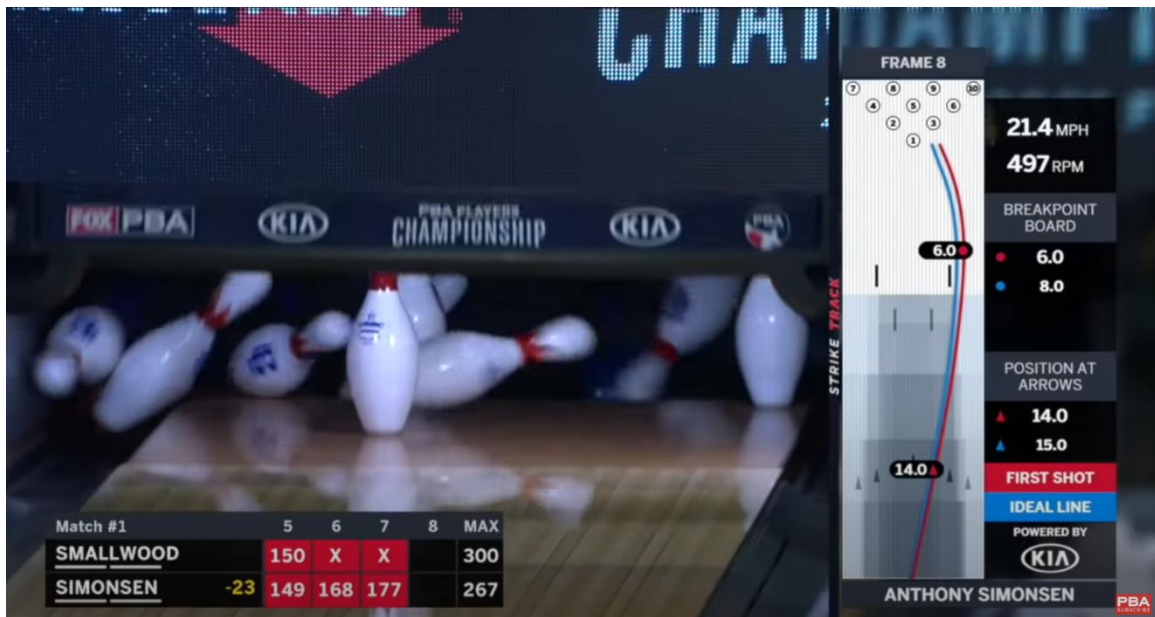 CHAM
FOX PBA
KIA
PBA PLAYERS
CHAMPIONSHIP
KIA
PBA
STRIKE TRACK
FRAME 8
7 8 9 10
4 5 6
2 3
1
6.0
14.0
21.4 MPH
497 RPM
BREAKPOINT
BOARD
6.0
8.0
POSITION AT
ARROWS
14.0
15.0
FIRST SHOT
IDEAL LINE
POWERED BY
KIA
ANTHONY SIMONSEN
Match #1 5 6 7 8 MAX
SMALLWOOD 150 X X 300
SIMONSEN -23 149 168 177 267
PBA
SUBSCRIBE